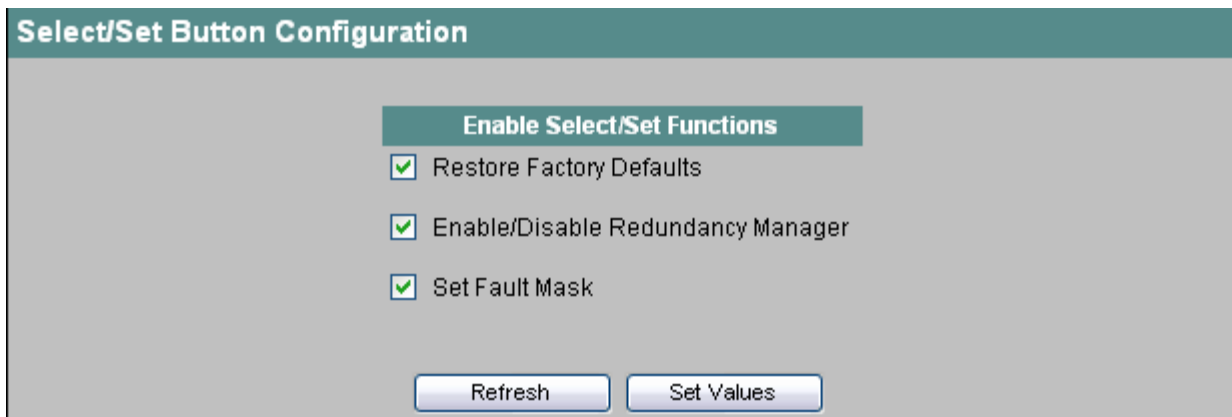 Select/Set Button Configuration
Enable Select/Set Functions
Restore Factory Defaults
Enable/Disable Redundancy Manager
Set Fault Mask
Refresh Set Values